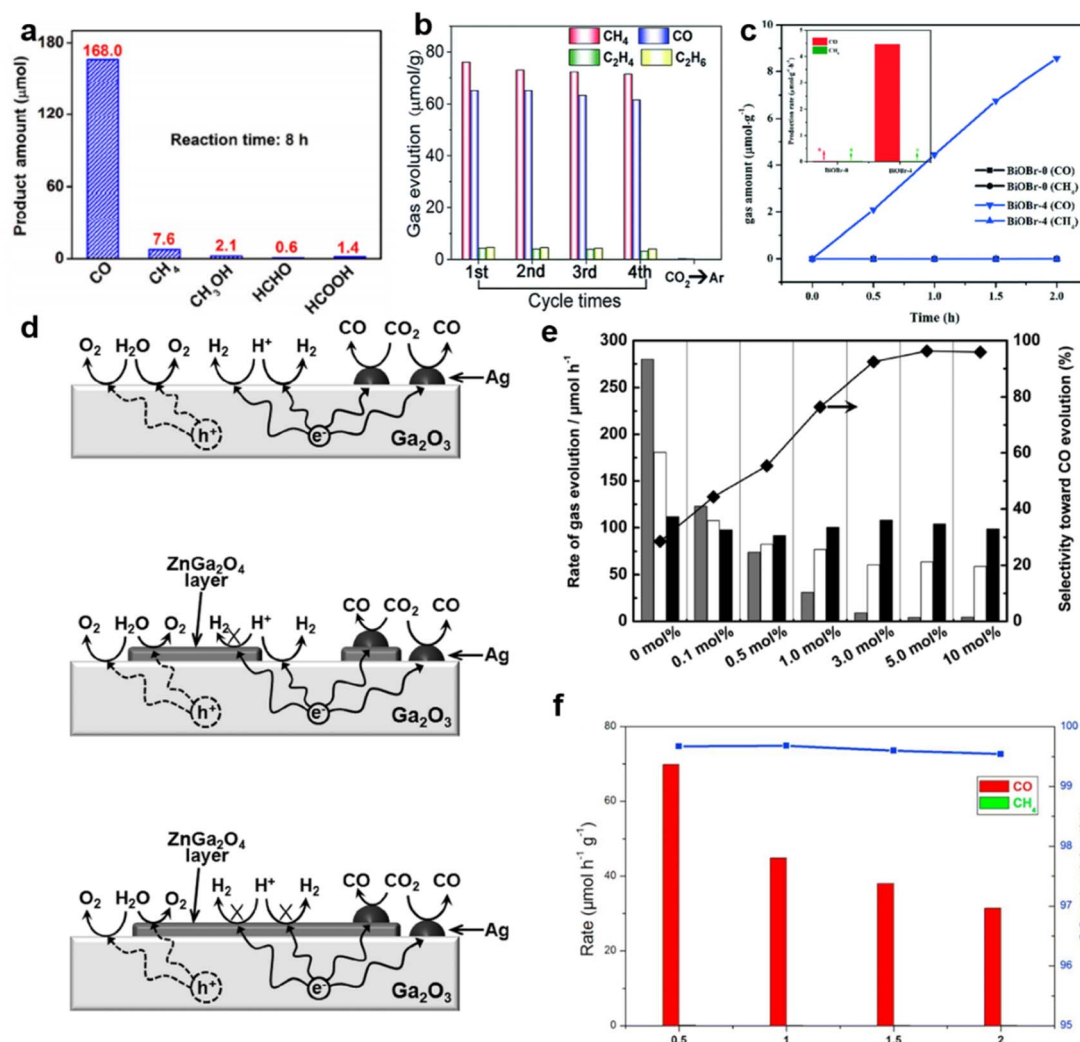 a
Product amount (μmol)
180
120
60
0
168.0
7.6
2.1
0.6
1.4
Reaction time: 8 h
CO
CH4
CH3OH
HCHO
HCOOH
b
Gas evolution (μmol/g)
80
60
40
20
0
CH4 CO
C2H4 C2H6
1st 2nd 3rd 4th CO2→Ar
Cycle times
c
gas amount (μmol·g-1)
10
8
6
4
2
0
Production rate (μmol·g-1·h-1)
CO
CH4
BiOBr-0 BiOBr-4
BiOBr-0 (CO)
BiOBr-0 (CH4)
BiOBr-4 (CO)
BiOBr-4 (CH4)
0.0 0.5 1.0 1.5 2.0
Time (h)
d
O2 H2O O2 H2 H+ H2 CO CO2 CO
Ag
h+ e- Ga2O3
ZnGa2O4
layer
O2 H2O O2 H2 H+ H2 CO CO2 CO
Ag
h+ e- Ga2O3
ZnGa2O4
layer
O2 H2O O2 H2 H+ H2 CO CO2 CO
Ag
h+ e- Ga2O3
e
Rate of gas evolution / μmol h-1
300
250
200
150
100
75
50
25
0
100
80
60
40
20
0
Selectivity toward CO evolution (%)
0 mol% 0.1 mol% 0.5 mol% 1.0 mol% 3.0 mol% 5.0 mol% 10 mol%
f
Rate (μmol h-1 g-1)
80
60
40
20
0
CO
CH4
100
99
98
97
96
95
0.5 1 1.5 2